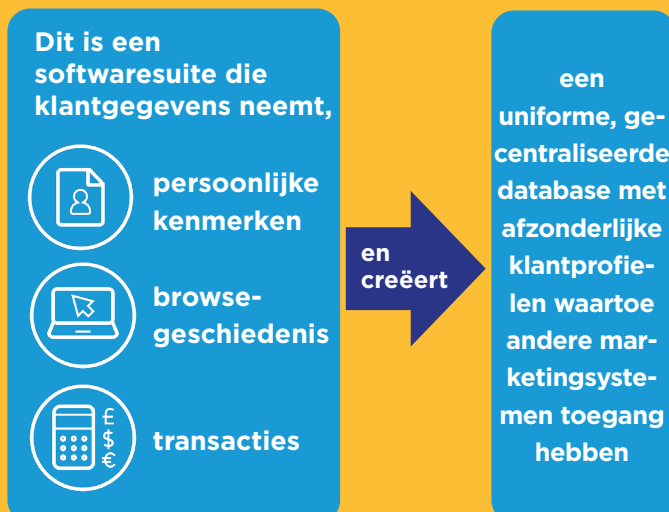 Dit is een
softwaresuite die
klantgegevens neemt,
persoonlijke
kenmerken
browse-
geschiedenis
£
$
€
transacties
en
creëert
een
uniforme, ge-
centraliseerde
database met
afzonderlijke
klantprofie-
len waartoe
andere mar-
ketingsyste-
men toegang
hebben